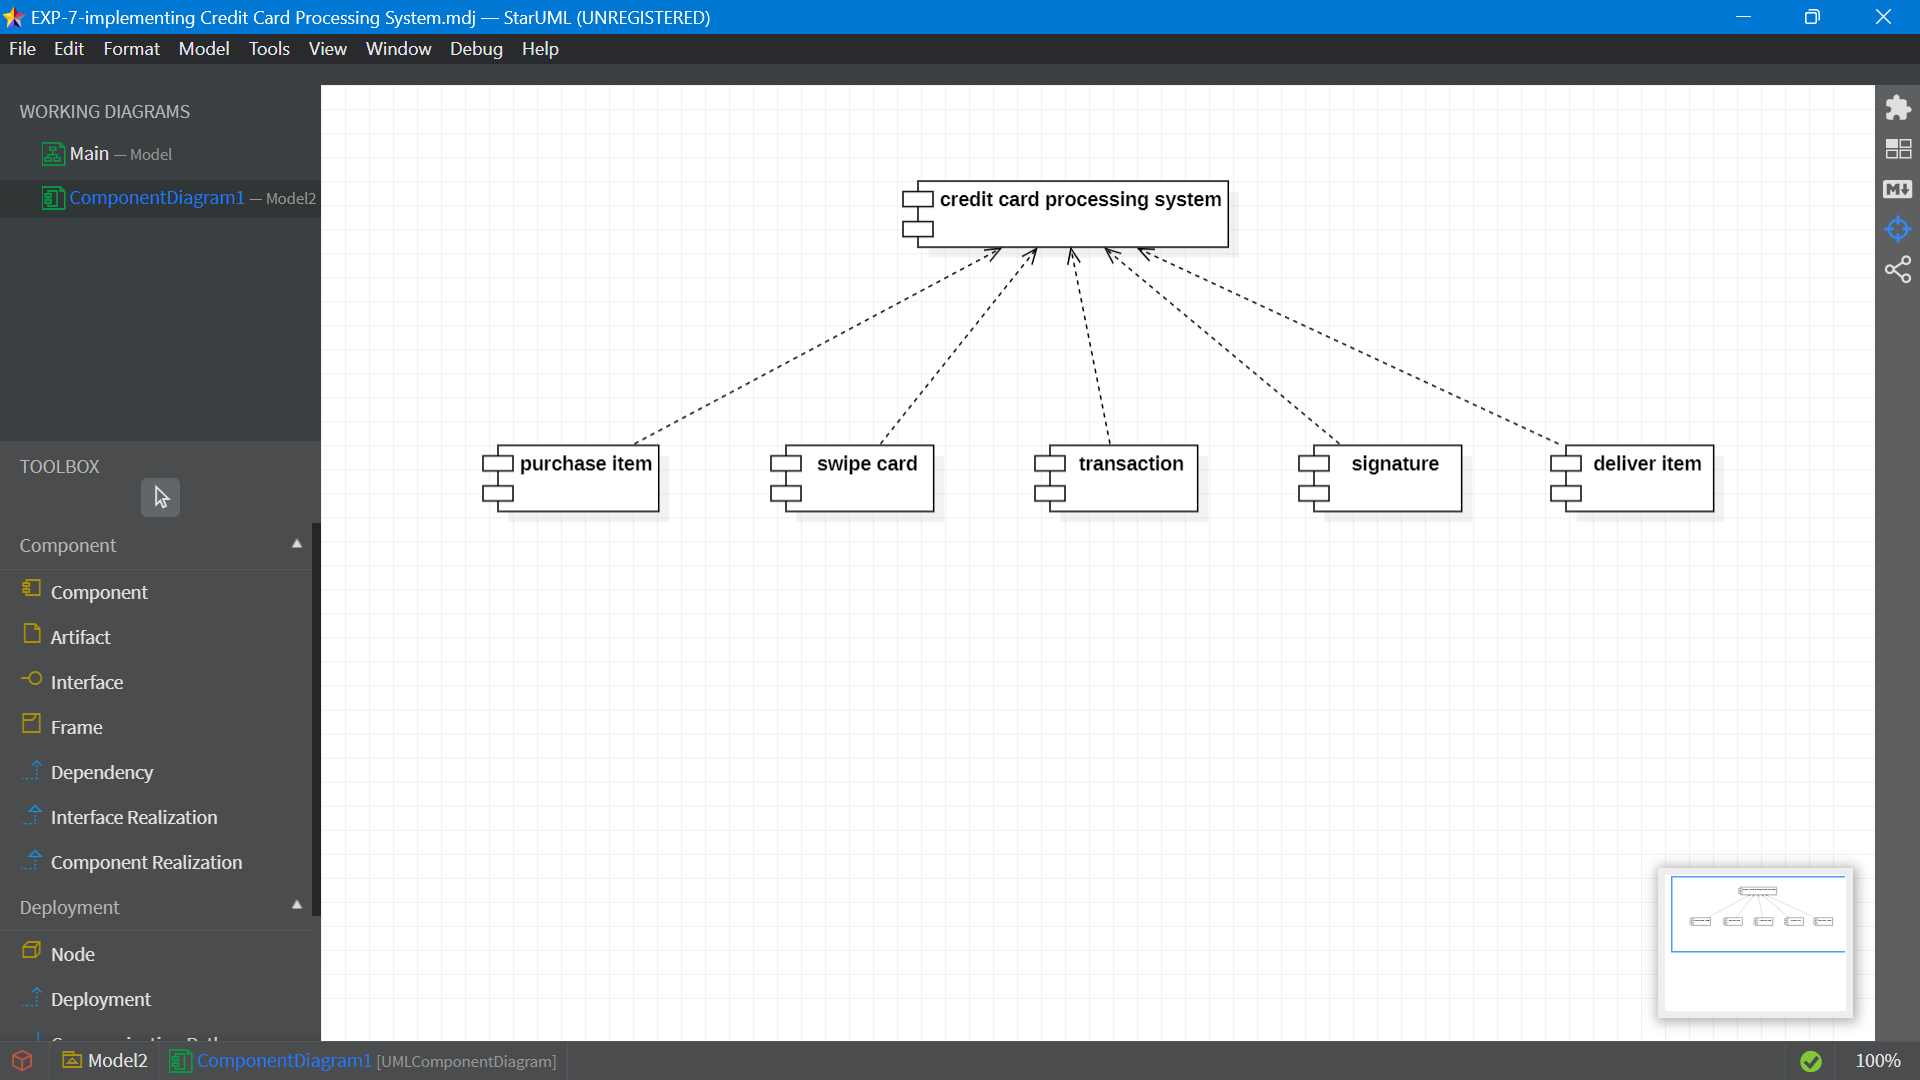 EXP-7-implementing Credit Card Processing System.mdj — StarUML (UNREGISTERED)
File Edit Format Model Tools View Window Debug Help
WORKING DIAGRAMS
Main — Model
ComponentDiagram1 — Model2
credit card processing system
purchase item
swipe card
transaction
signature
deliver item
TOOLBOX
Component
Component
Artifact
Interface
Frame
Dependency
Interface Realization
Component Realization
Deployment
Node
Deployment
Model2
ComponentDiagram1 [UMLComponentDiagram]
100%